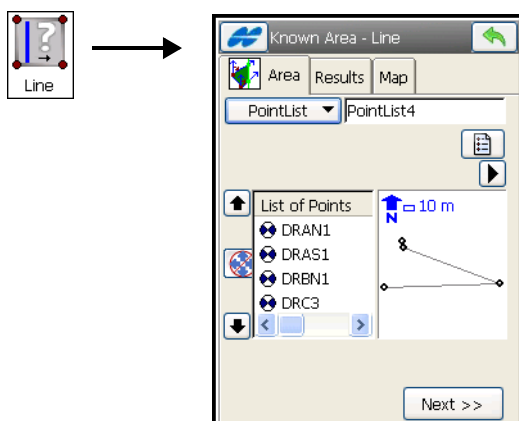 Line
Known Area - Line
Area Results Map
PointList PointList4
List of Points
DRAN1
DRAS1
DRBN1
DRC3
10 m
N
Next >>